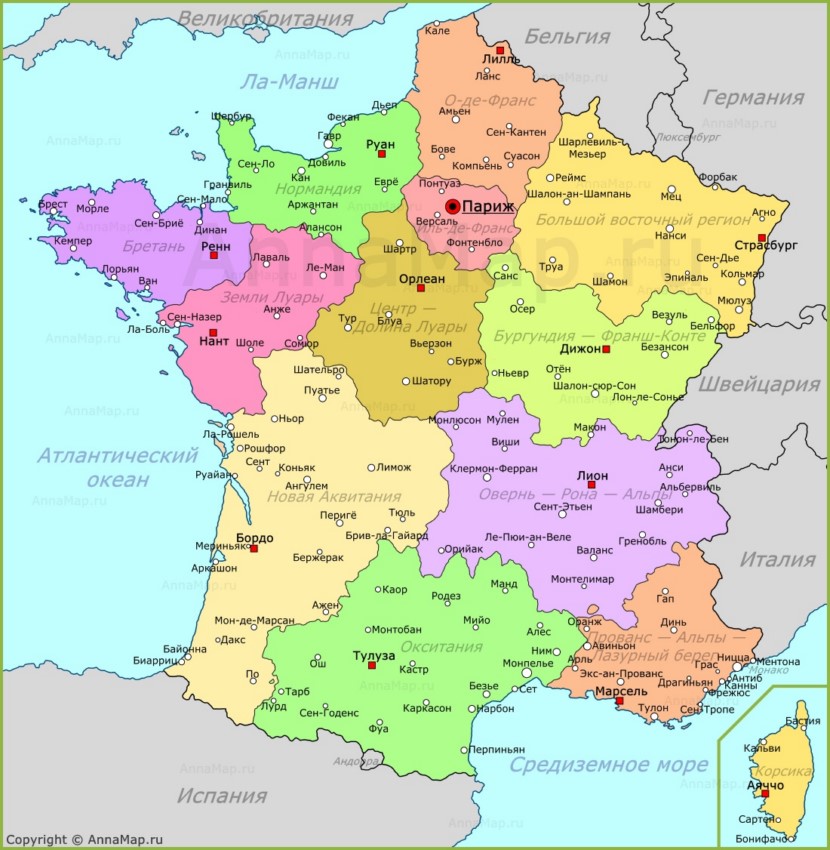 Великобритания
Кале
Бельгия
Лилль
Ланс
Ла-Манш
Германия
О-де-Франс
Дьеп
Амьен
Шербур
Фекан
Сен-Кантен
Люксенбург
Гавр
Руан
Шарлевиль-
Мезьер
Бове
Суасон
Сен-Ло
Довиль
Компьень
Кан
Реймс
Форбак
Гранвиль
Нормандия
Еврё
Понтуаз
Шалон-ан-Шампань
Мец
Сен-Мало
Брест
Морле
Аржантан
Париж
Агно
Сен-Бриё
Версаль
Большой восточный регион
Динан
Алансон
Иль-де-Франс
Нанси
Страсбург
Кемпер
Бретань
Ренн
Шартр
Фонтенбло
Лаваль
Сен-Дье
Лорьян
Ле-Ман
Труа
Санс
Эпиналь
Кольмар
Ван
Орлеан
Шамон
Земли Луары
Мюлуз
Сен-Назер
Анже
Центр —
Осер
Везуль
Ла-Боль
Тур
Блуа
Долина Луары
Бельфор
Бургундия — Франш-Конте
Нант
Шоле
Сомюр
Вьерзон
Дижон
Безансон
Шательро
Бурж
Ньевр
Отён
Шатору
Шалон-сюр-Сон
Швейцария
Пуатье
Лон-ле-Сонье
Ньор
Монлюсон
Мулен
Макон
Ла-Рошель
Тонон-ле-Бен
Рошфор
Виши
Атлантический
океан
Сент
Коньяк
Лимож
Клермон-Ферран
Лион
Анси
Руайан
Ангулем
Альбервиль
Новая Аквитания
Овернь — Рона — Альпы
Сент-Этьен
Шамбери
Перигё
Тюль
Бордо
Брив-ла-Гайард
Ле-Пюи-ан-Веле
Гренобль
Мериньяк
Орийак
Валанс
Бержерак
Италия
Аркашон
Монтелимар
Каор
Манд
Родез
Гап
Ажен
Мон-де-Марсан
Монтобан
Мийо
Алес
Оранж
Динь
Дакс
Окситания
Прованс — Альпы —
Байонна
Ним
Авиньон
Лазурный берег
Биарриц
Ош
Тулуза
Кастр
Монпелье
Арль
Грас
Ницца
Ментона
Монако
По
Экс-ан-Прованс
Драгиньян
Антиб
Канны
Тарб
Безье
Сет
Марсель
Фрежюс
Лурд
Сен-Годенс
Каркасон
Нарбон
Тулон
Сен-Тропе
Фуа
Бастия
Перпиньян
Кальви
Андорра
Средиземное море
Корсика
Аяччо
Испания
Сартен
Бонифачо
Copyright © AnnaMap.ru
AnnaMap.ru